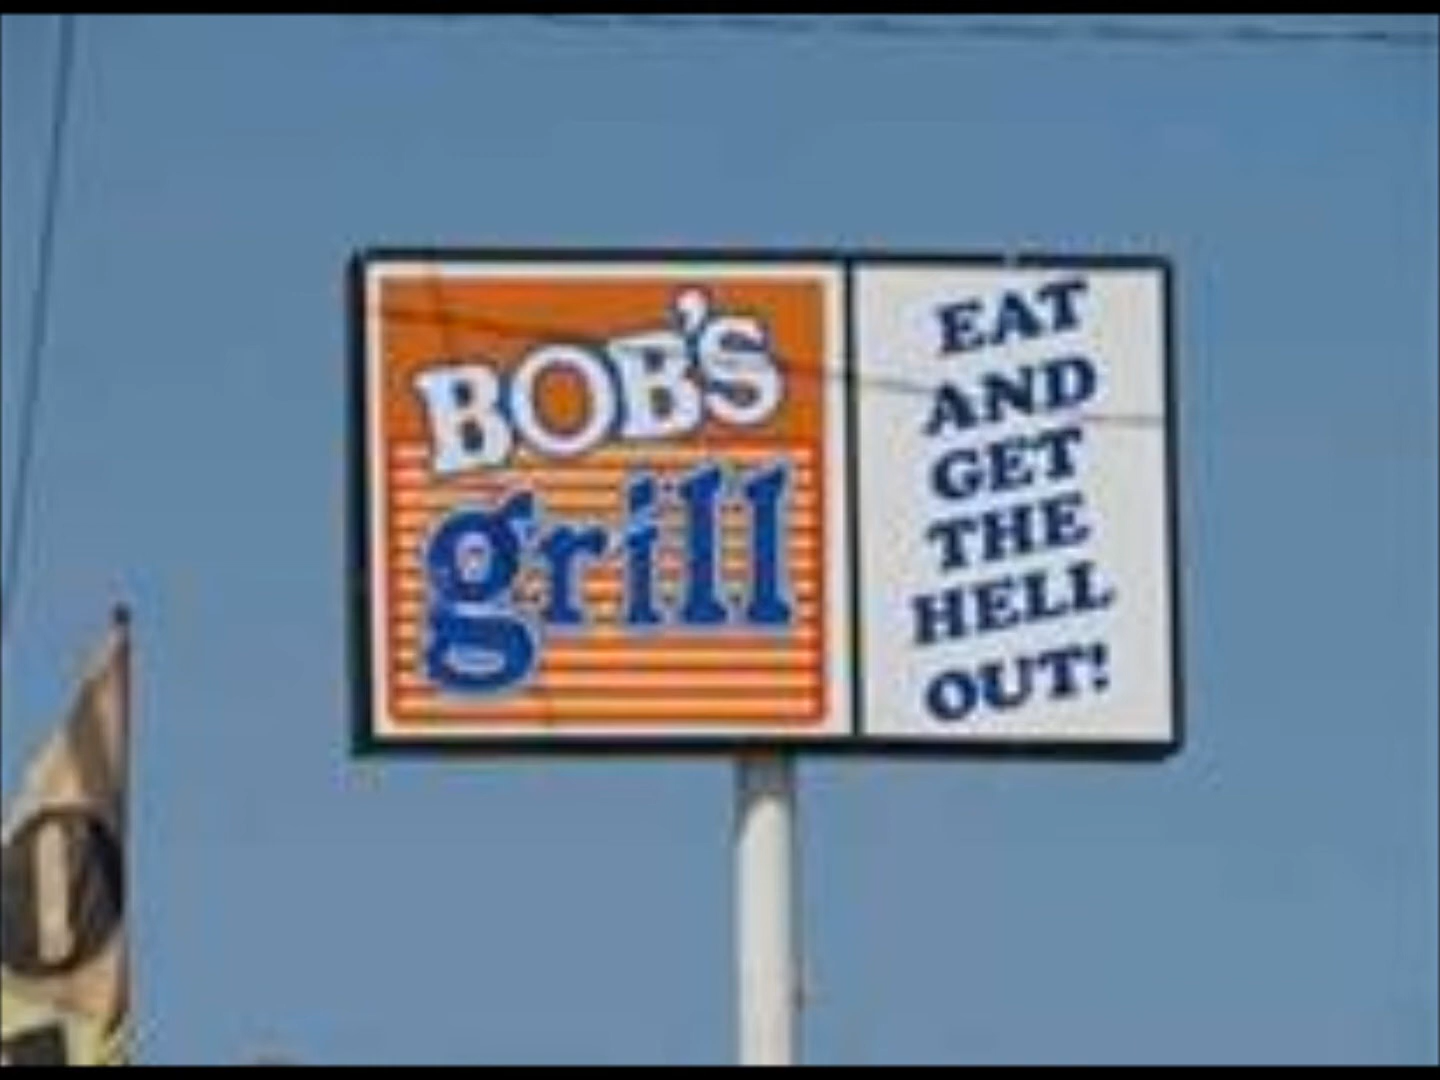 BOB'S
grill
EAT
AND
GET
THE
HELL
OUT!